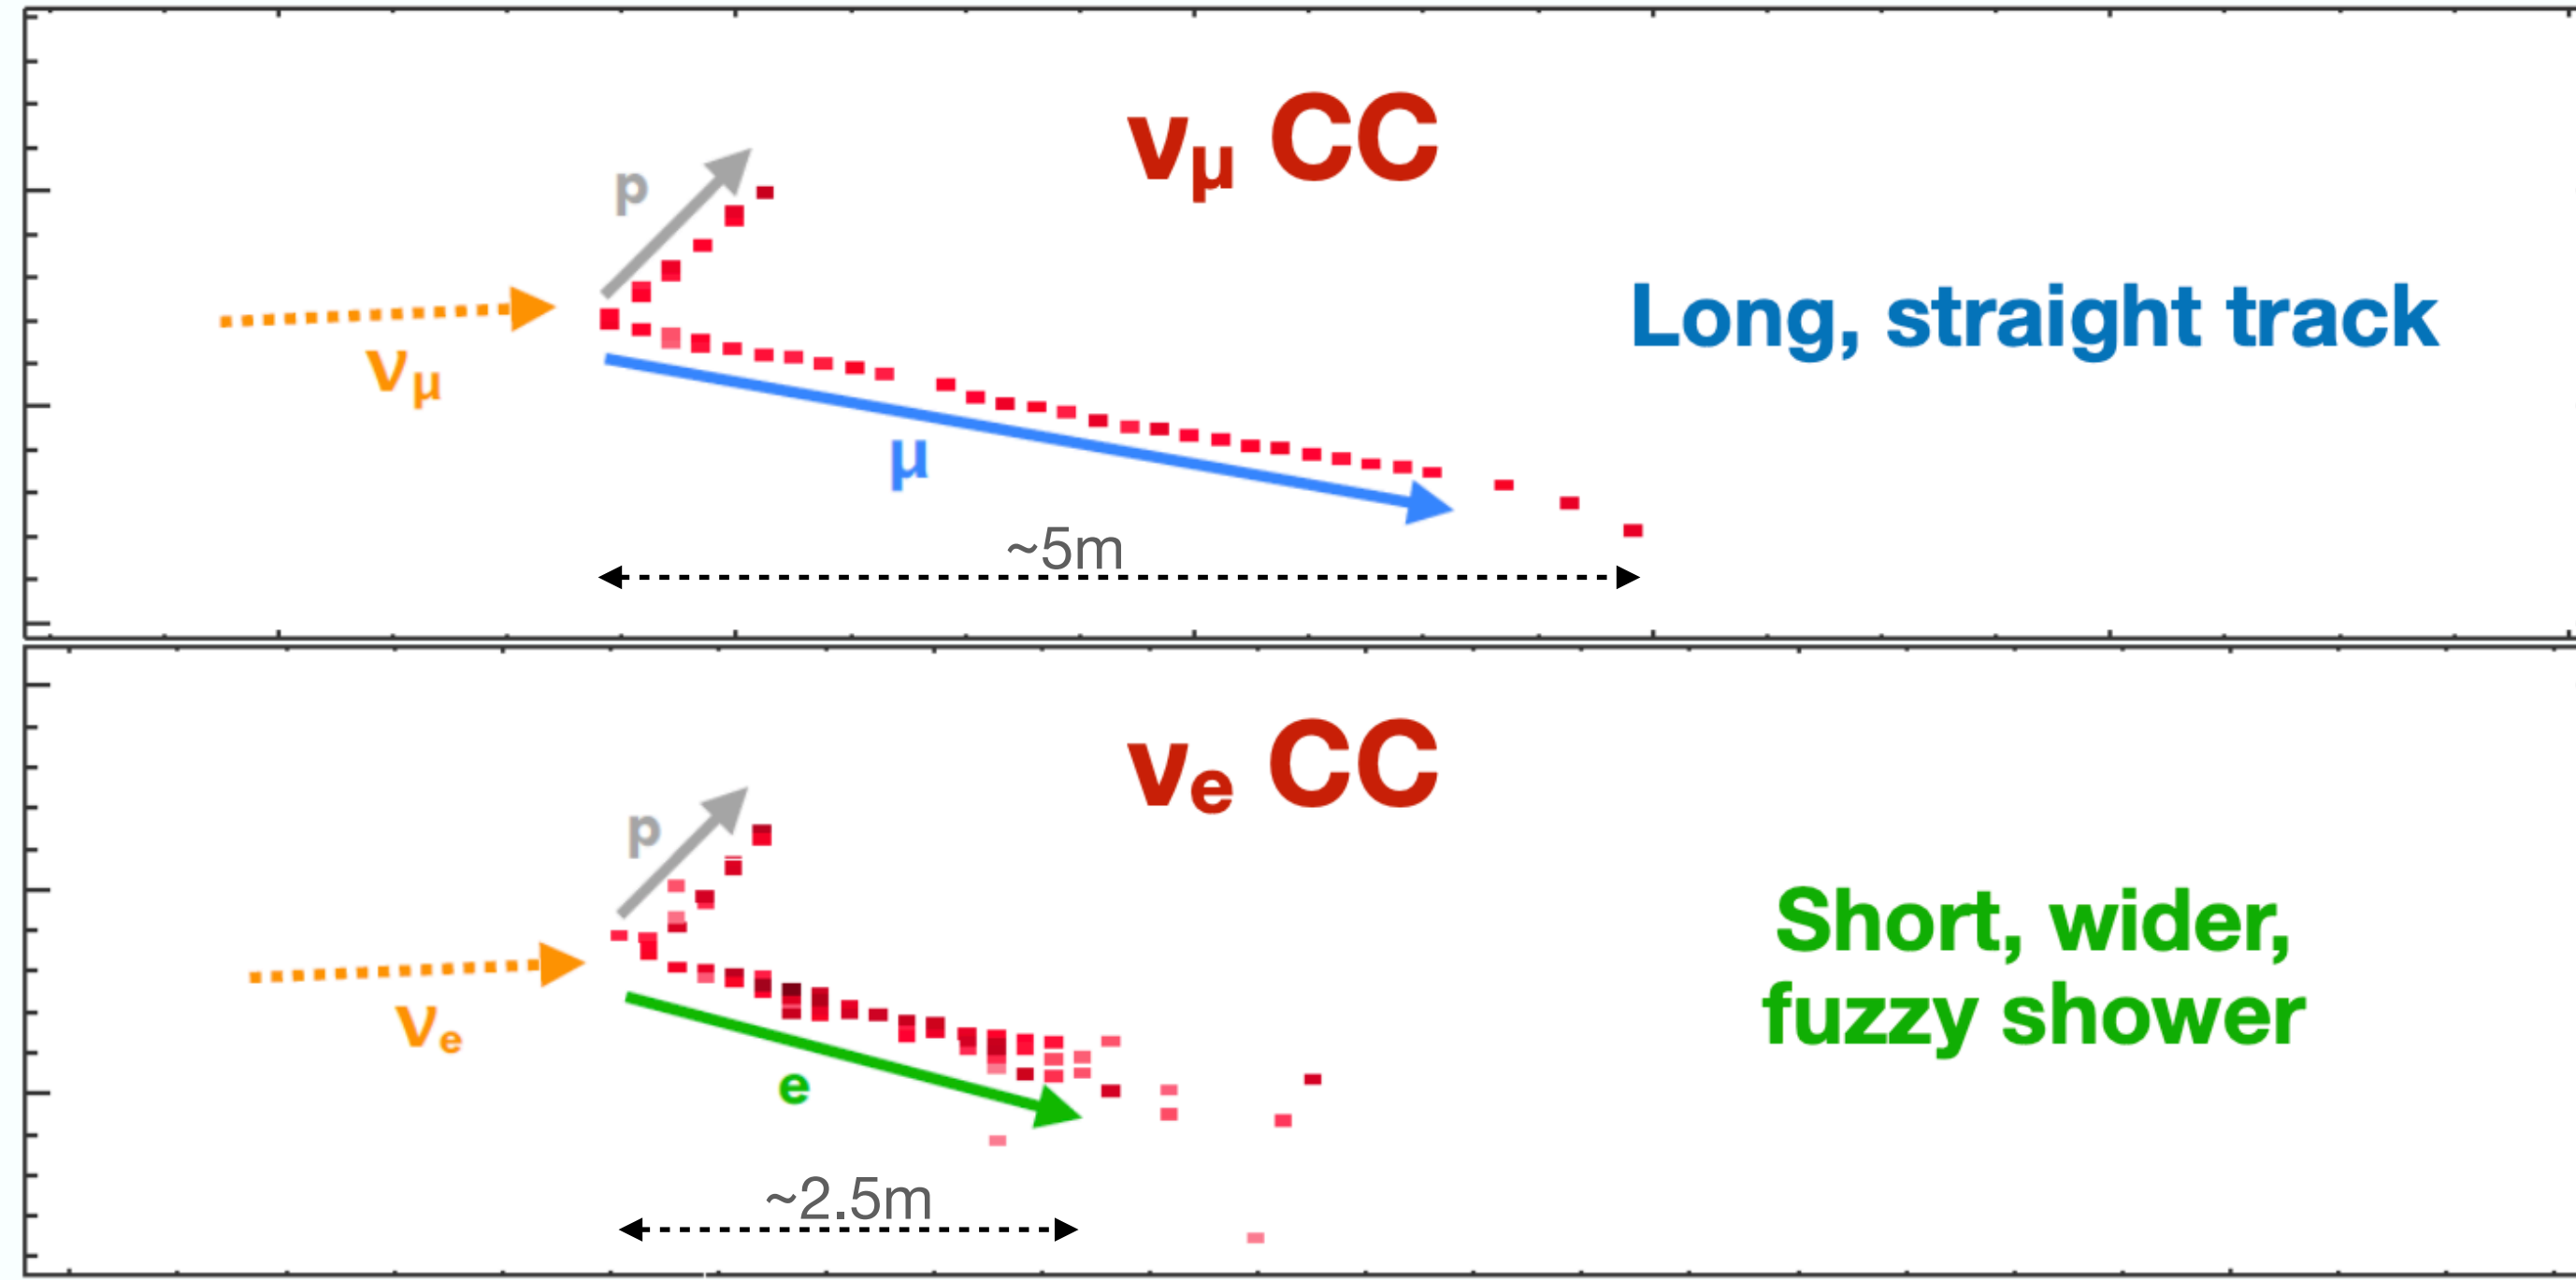 νμ CC
p
Long, straight track
νμ
μ
~5m
νe CC
p
Short, wider,
fuzzy shower
νe
e
~2.5m